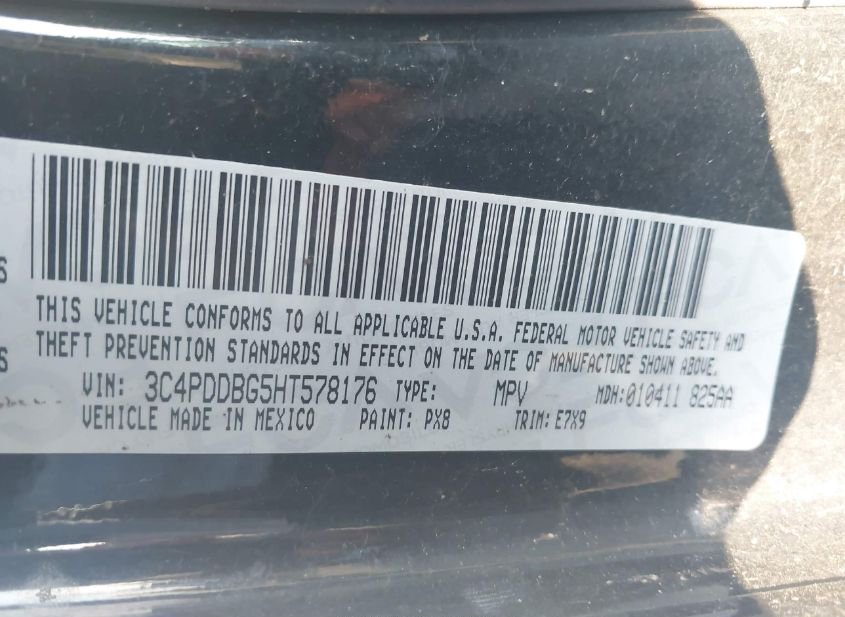 THIS VEHICLE CONFORMS TO ALL APPLICABLE U.S.A. FEDERAL MOTOR VEHICLE SAFETY AND
THEFT PREVENTION STANDARDS IN EFFECT ON THE DATE OF MANUFACTURE SHOWN ABOVE.
VIN: 3C4PDDBG5HT578176 TYPE: MPV MDH:010411 825AA
VEHICLE MADE IN MEXICO PAINT: PX8 TRIM: E7X9